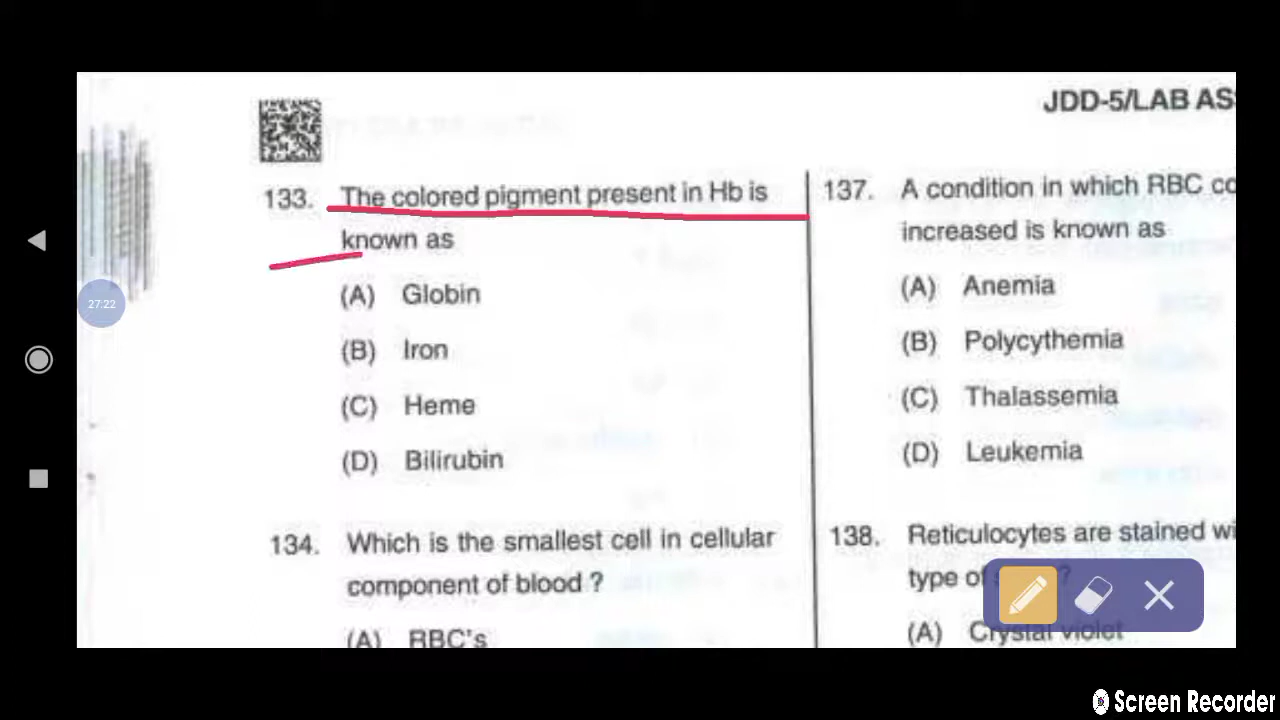 JDD-5/LAB AS
133. The colored pigment present in Hb is
known as
(A) Globin
(B) Iron
(C) Heme
(D) Bilirubin
134. Which is the smallest cell in cellular
component of blood ?
(A) RBC's
137. A condition in which RBC co
increased is known as
(A) Anemia
(B) Polycythemia
(C) Thalassemia
(D) Leukemia
138. Reticulocytes are stained wi
type of ?
(A) Crystal violet
27:22
Screen Recorder